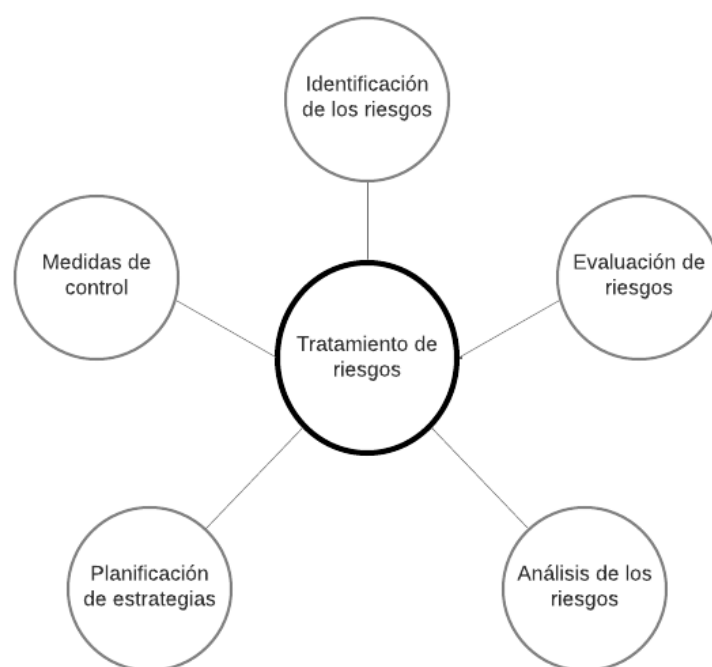 Identificación
de los riesgos
Medidas de
control
Evaluación de
riesgos
Tratamiento de
riesgos
Planificación
de estrategias
Análisis de los
riesgos